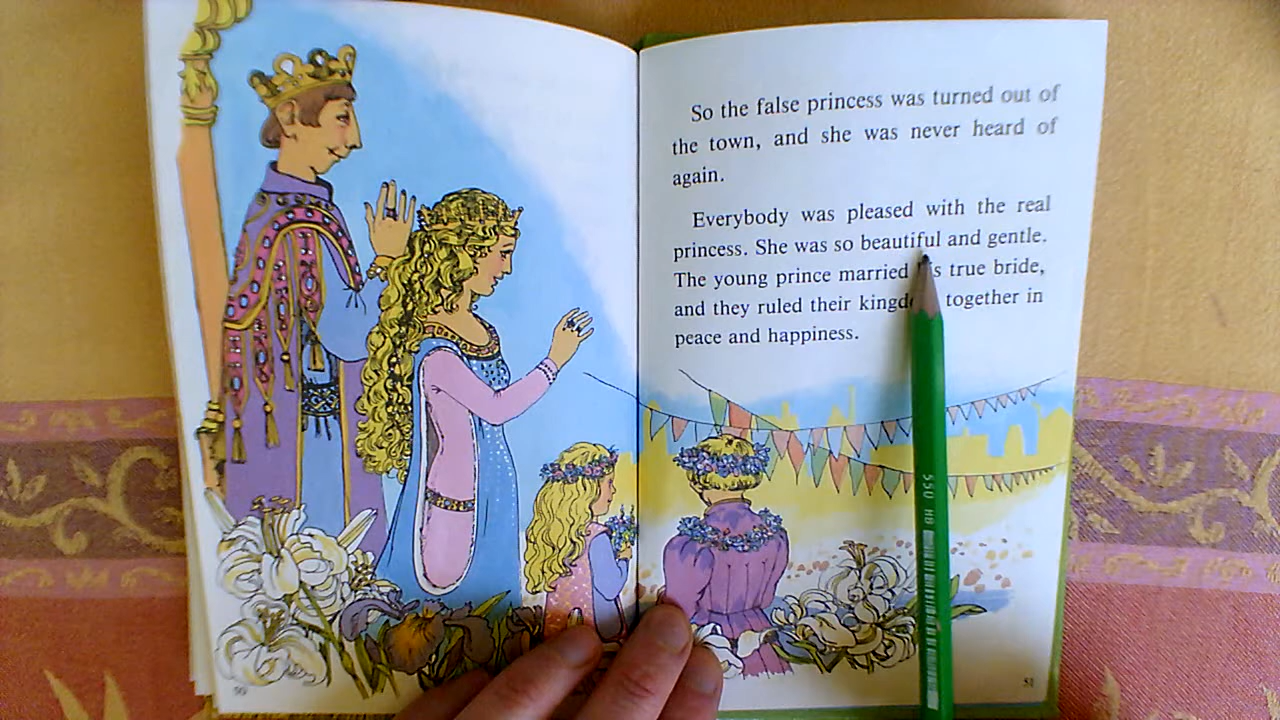 So the false princess was turned out of
the town, and she was never heard of
again.
Everybody was pleased with the real
princess. She was so beautiful and gentle.
The young prince married true bride,
and they ruled their together in
peace and happiness.
50
51
550 HB